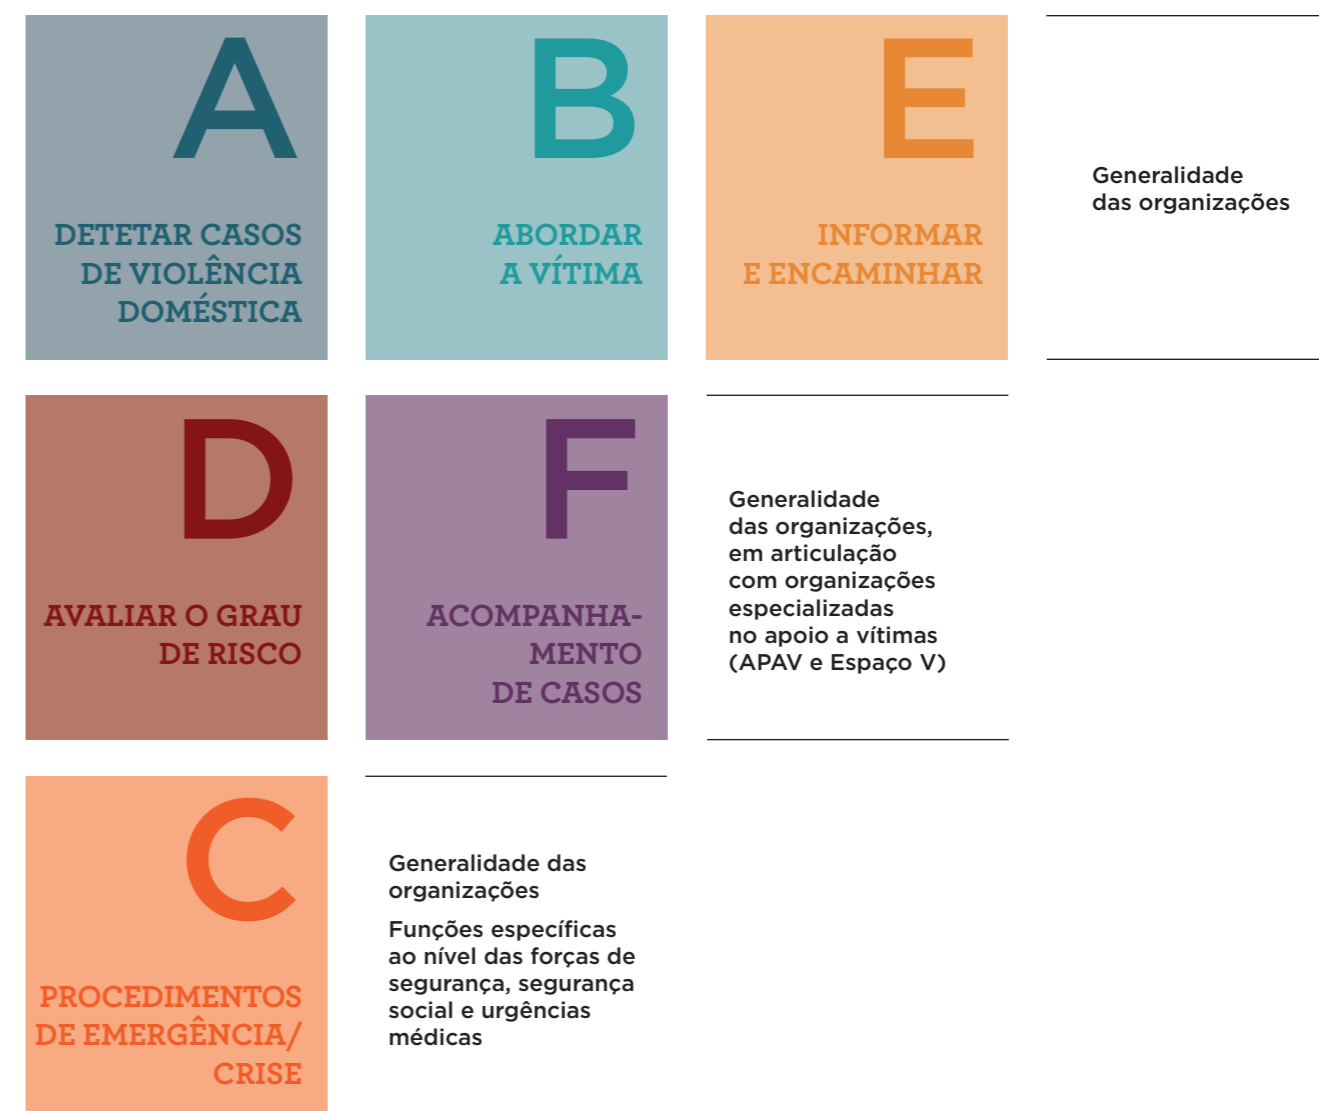 A
DETETAR CASOS
DE VIOLÊNCIA
DOMÉSTICA
B
ABORDAR
A VÍTIMA
E
INFORMAR
E ENCAMINHAR
Generalidade
das organizações
D
AVALIAR O GRAU
DE RISCO
F
ACOMPANHA-
MENTO
DE CASOS
Generalidade
das organizações,
em articulação
com organizações
especializadas
no apoio a vítimas
(APAV e Espaço V)
C
PROCEDIMENTOS
DE EMERGÊNCIA/
CRISE
Generalidade das
organizações
Funções específicas
ao nível das forças de
segurança, segurança
social e urgências
médicas